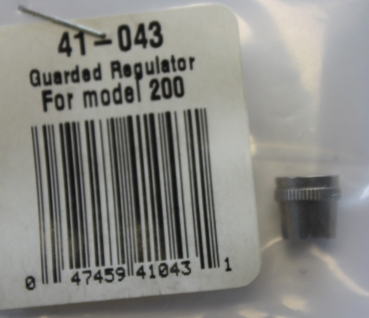 41-043
Guarded Regulator
For model 200
0 47459 41043 1